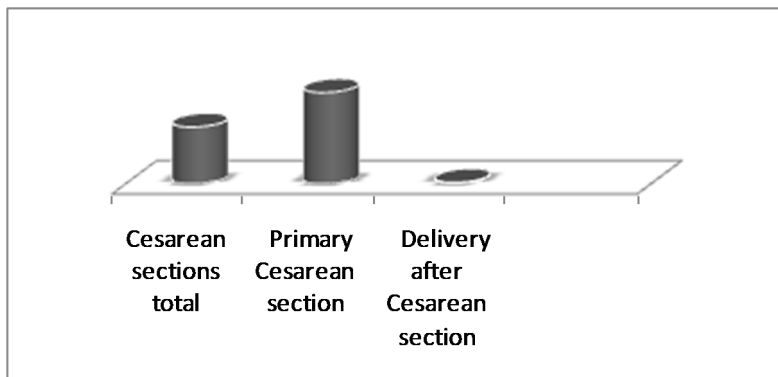 Cesarean
sections
total
Primary
Cesarean
section
Delivery
after
Cesarean
section